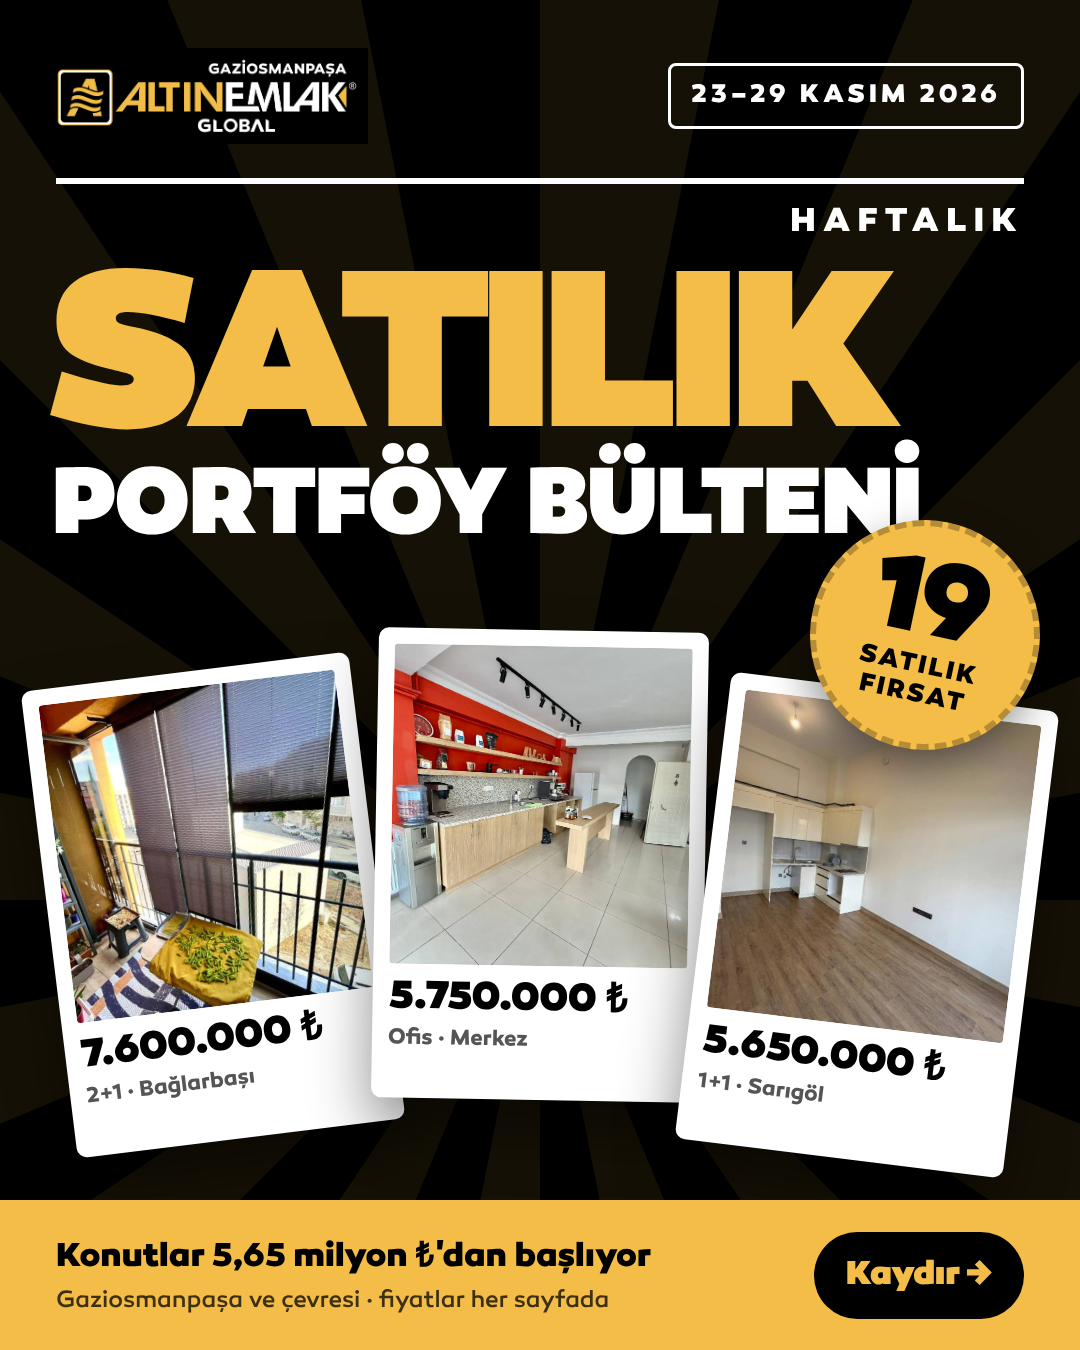 GAZİOSMANPAŞA
ALTINEMLAK®
GLOBAL
23–29 KASIM 2026
HAFTALIK
SATILIK
PORTFÖY BÜLTENİ
19
SATILIK
FIRSAT
7.600.000 ₺
2+1 · Bağlarbaşı
5.750.000 ₺
Ofis · Merkez
5.650.000 ₺
1+1 · Sarıgöl
Konutlar 5,65 milyon ₺'dan başlıyor
Gaziosmanpaşa ve çevresi · fiyatlar her sayfada
Kaydır →